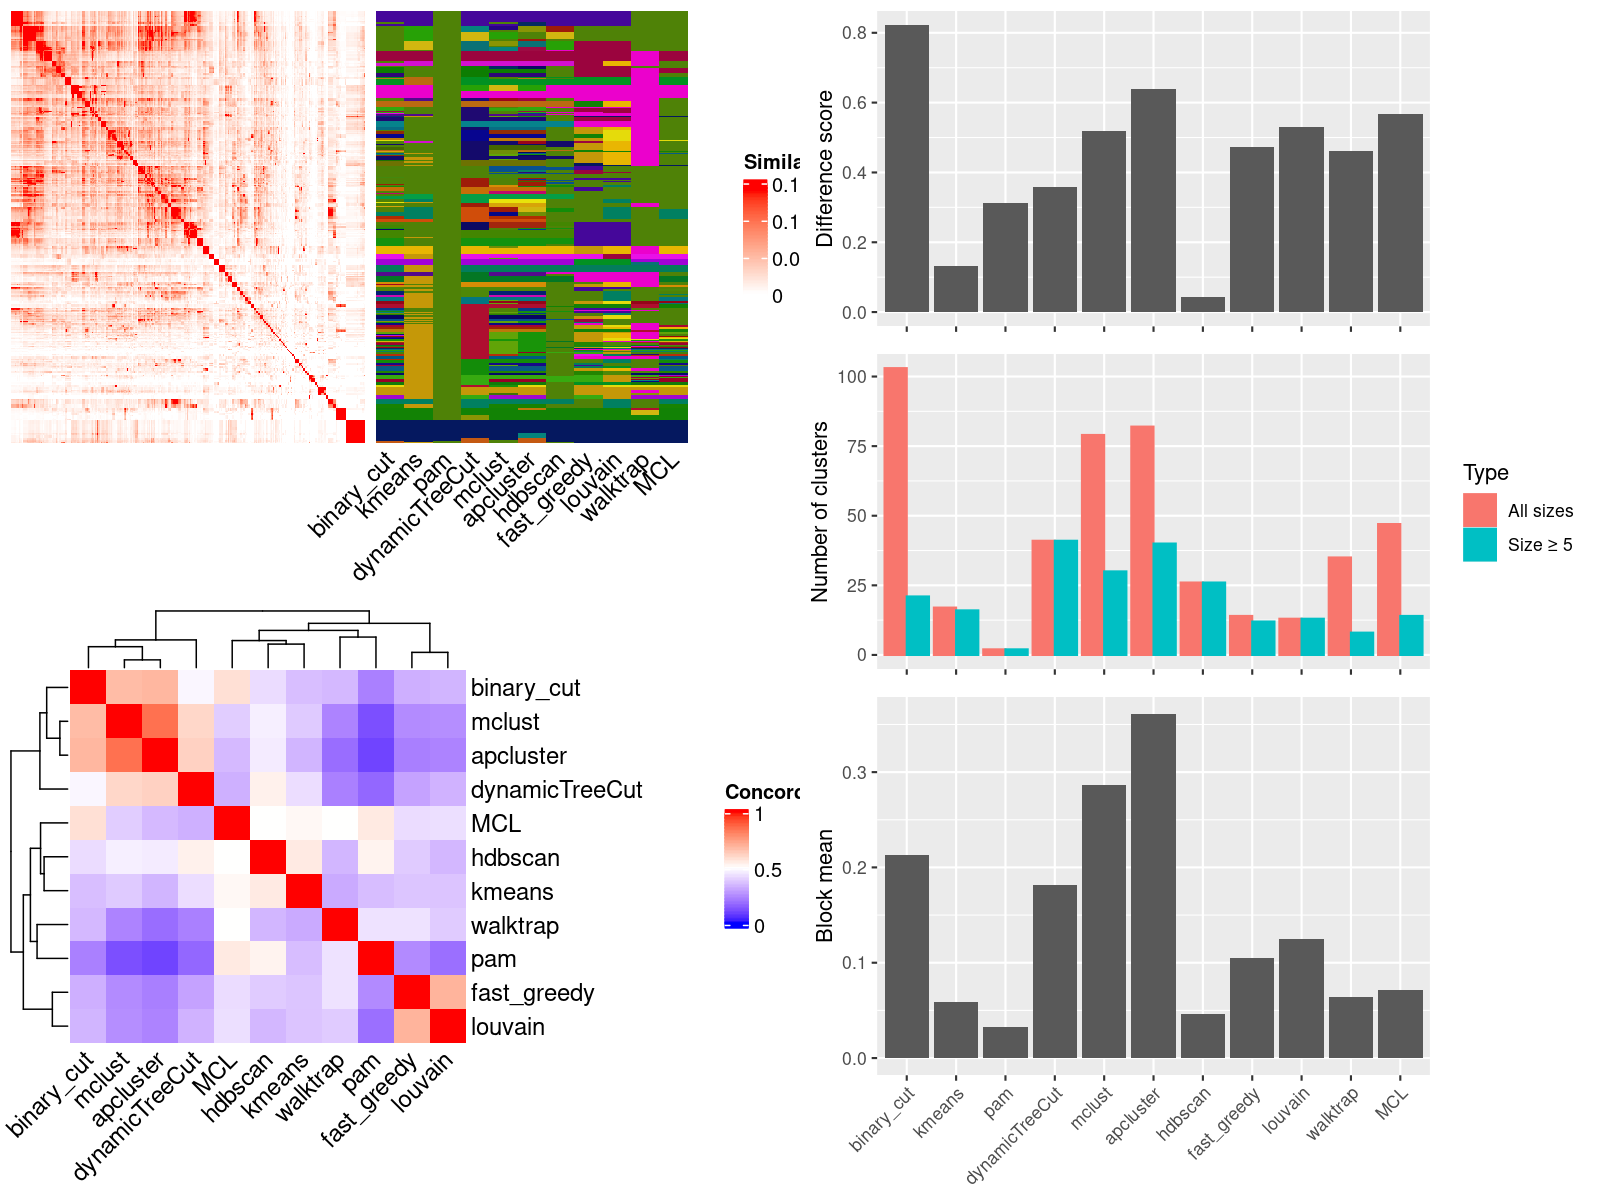 Simila
0.1
0.1
0.0
0
binary_cut
kmeans
pam
dynamicTreeCut
mclust
apcluster
hdbscan
fast_greedy
louvain
walktrap
MCL
Difference score
0.8
0.6
0.4
0.2
0.0
Number of clusters
100
75
50
25
0
Type
All sizes
Size ≥ 5
binary_cut
mclust
apcluster
dynamicTreeCut
MCL
hdbscan
kmeans
walktrap
pam
fast_greedy
louvain
binary_cut
mclust
apcluster
dynamicTreeCut
MCL
hdbscan
kmeans
walktrap
pam
fast_greedy
louvain
Concord
1
0.5
0
Block mean
0.3
0.2
0.1
0.0
binary_cut
kmeans
pam
dynamicTreeCut
mclust
apcluster
hdbscan
fast_greedy
louvain
walktrap
MCL